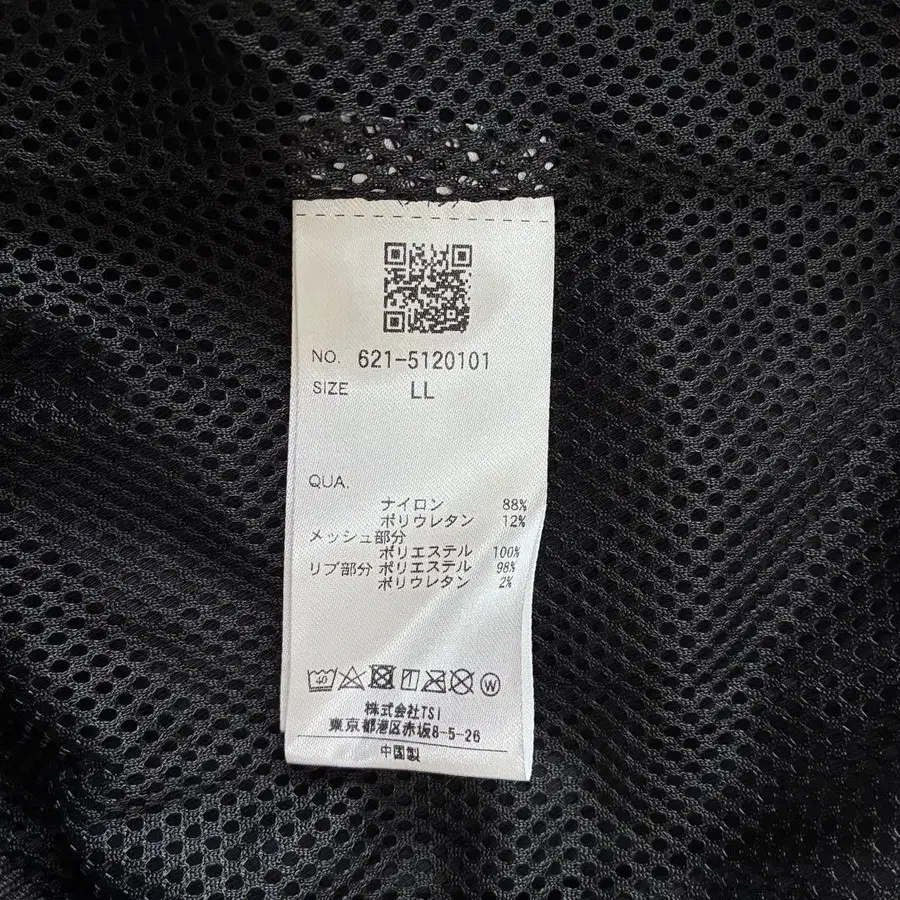 NO. 621-5120101
SIZE LL
QUA.
ナイロン 88%
ポリウレタン 12%
メッシュ部分
ポリエステル 100%
リブ部分 ポリエステル 98%
ポリウレタン 2%
40
W
株式会社TSI
東京都港区赤坂8-5-26
中国製